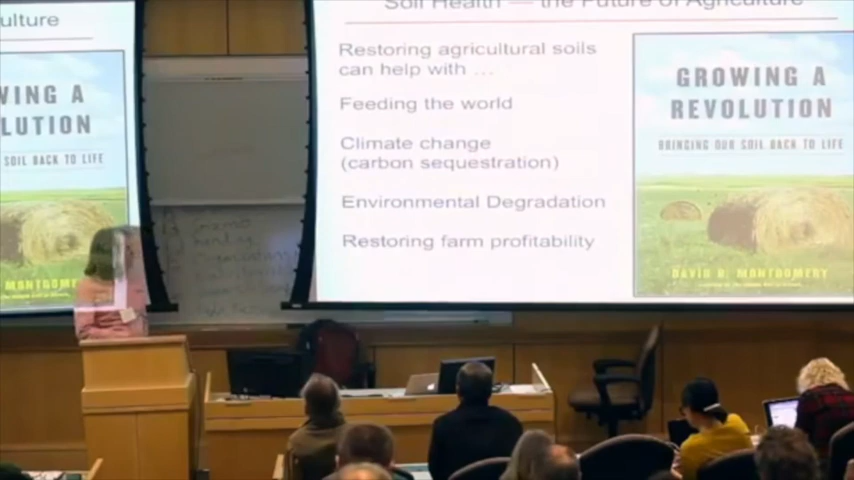 ulture
WING A
OLUTION
SOIL BACK TO LIFE
MONTGOME
Soil Health — the Future of Agriculture
Restoring agricultural soils
can help with ...
Feeding the world
Climate change
(carbon sequestration)
Environmental Degradation
Restoring farm profitability
GROWING A
REVOLUTION
BRINGING OUR SOIL BACK TO LIFE
DAVID R. MONTGOMERY